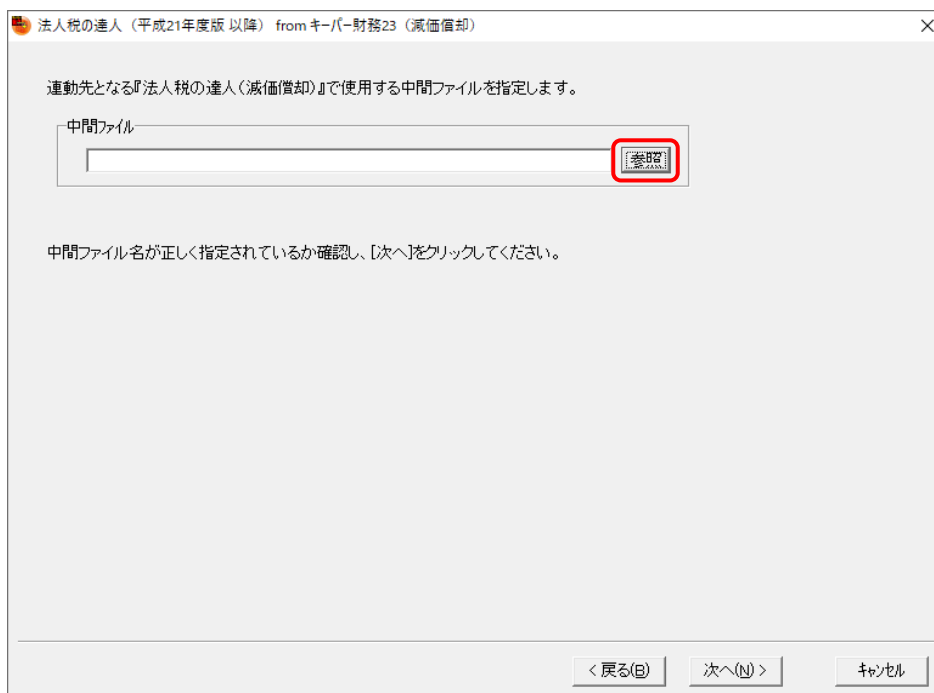 法人税の達人（平成21年度版 以降） from キーパー財務23（減価償却）
連動先となる『法人税の達人(減価償却)』で使用する中間ファイルを指定します。
中間ファイル
参照
中間ファイル名が正しく指定されているか確認し、[次へ]をクリックしてください。
< 戻る(B)
次へ(N) >
キャンセル